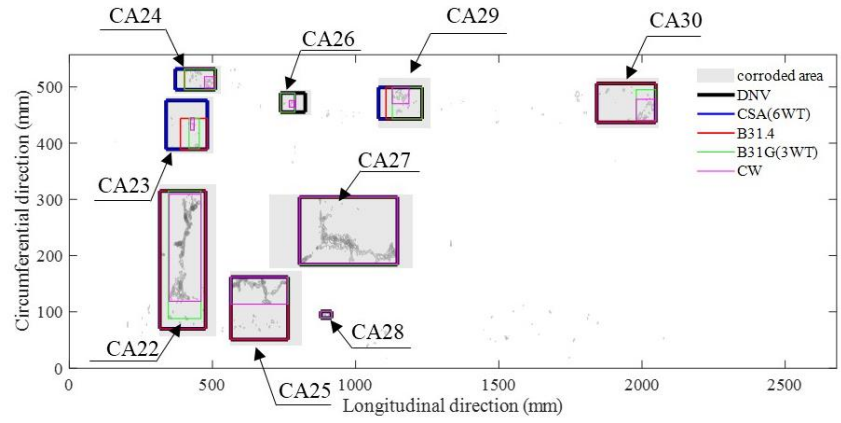 CA24
CA26
CA29
CA30
500
400
300
200
100
0
Circumferential direction (mm)
corroded area
DNV
CSA(6WT)
B31.4
B31G(3WT)
CW
CA27
CA23
CA28
CA22
CA25
0
500
1000
1500
2000
2500
Longitudinal direction (mm)